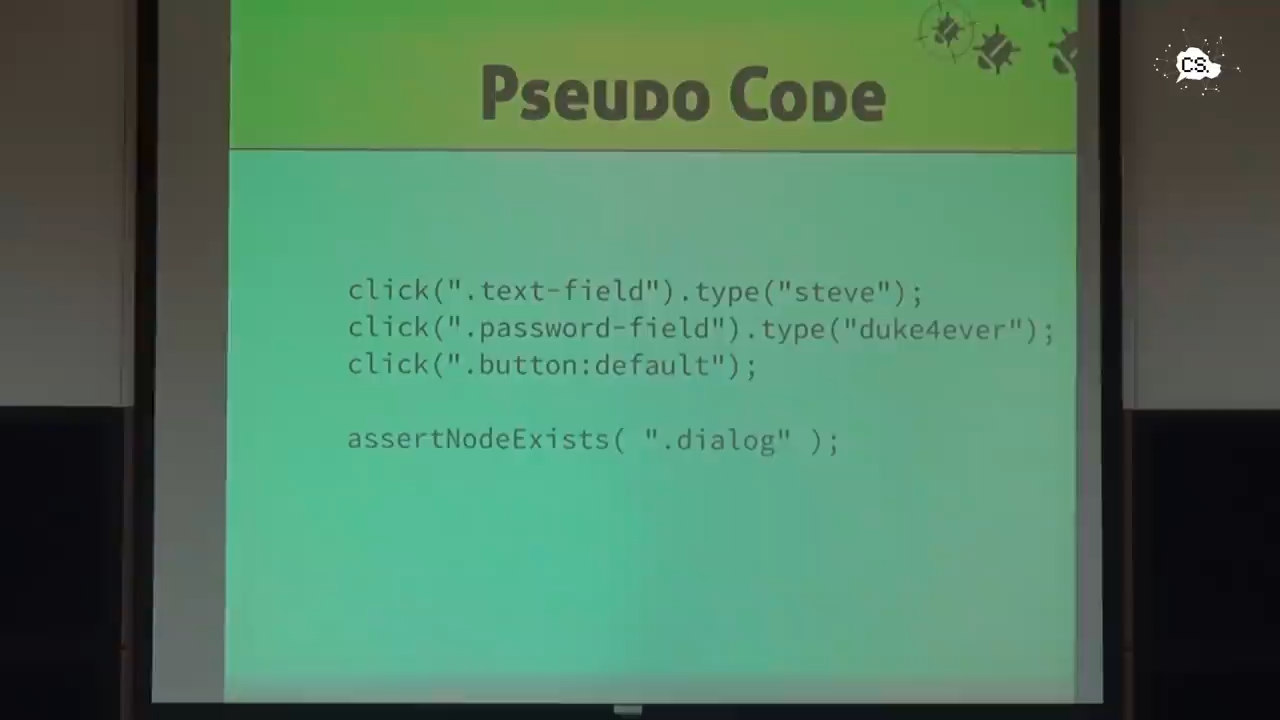 CS.
Pseudo Code
click(".text-field").type("steve");
click(".password-field").type("duke4ever");
click(".button:default");
assertNodeExists( ".dialog" );